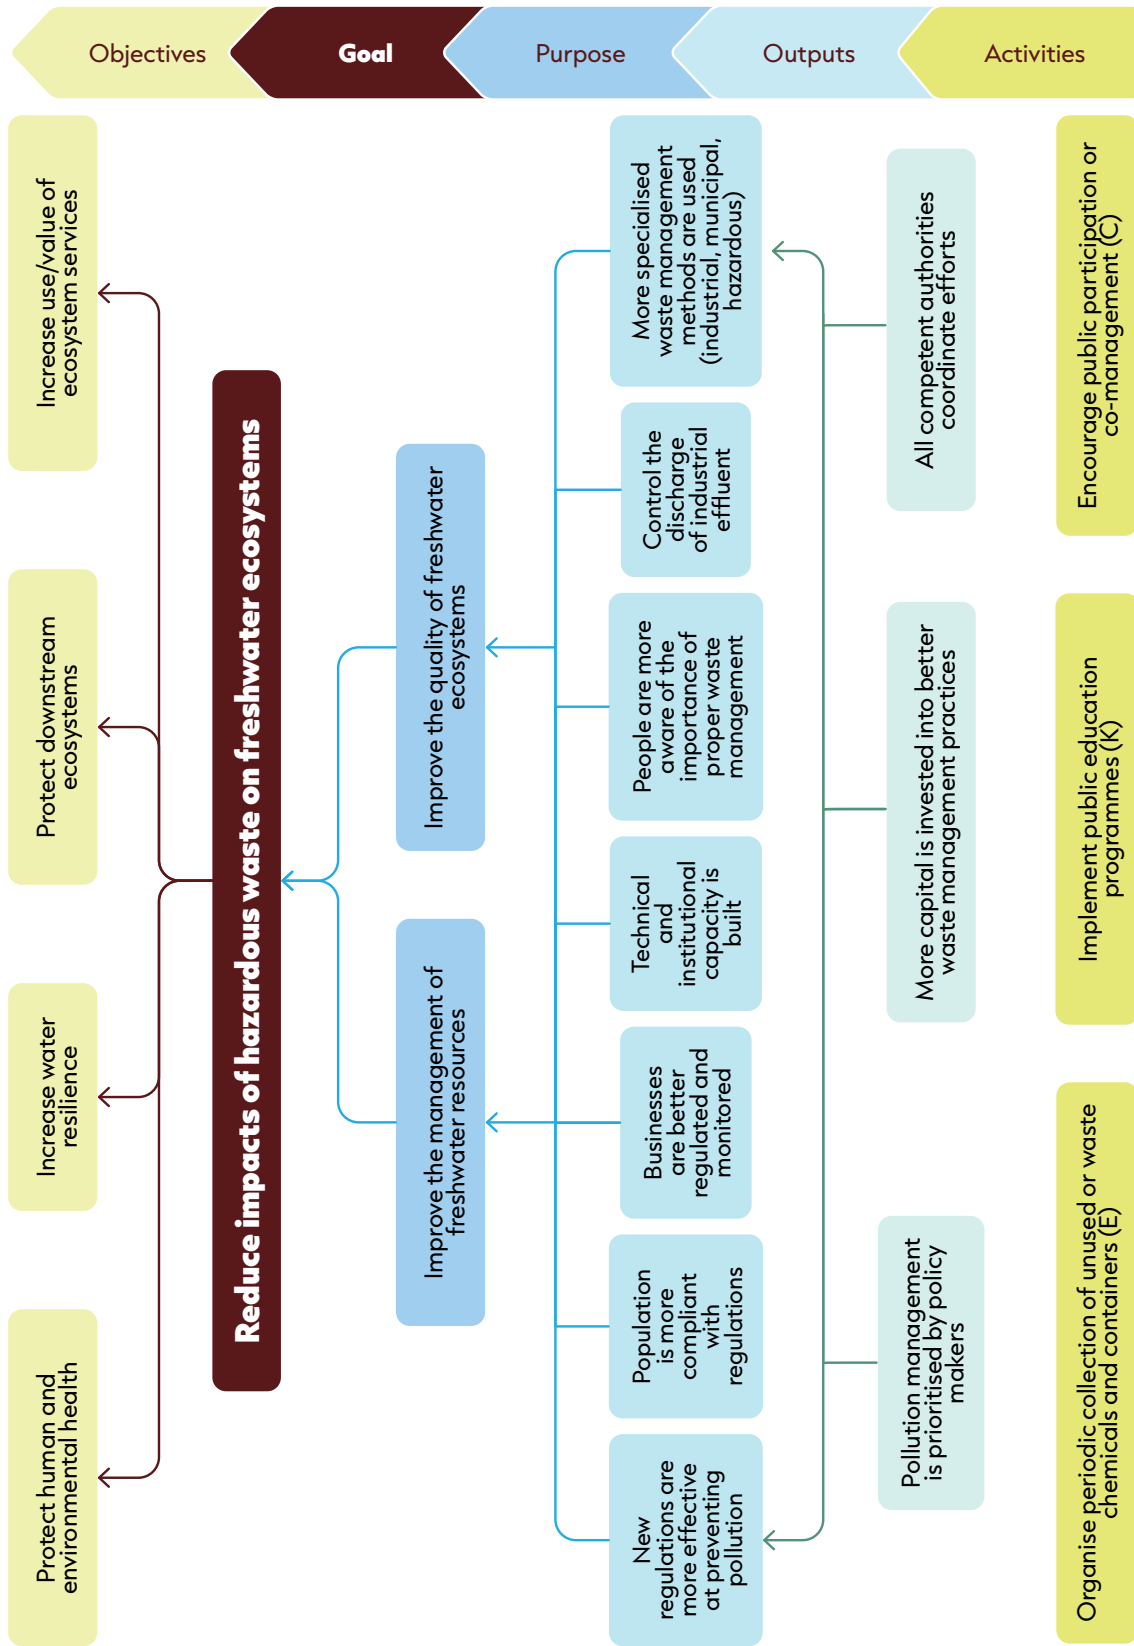 Objectives
Goal
Purpose
Outputs
Activities
Protect human and
environmental health
Increase water
resilience
Protect downstream
ecosystems
Increase use/value of
ecosystem services
Reduce impacts of hazardous waste on freshwater ecosystems
Improve the management of
freshwater resources
Improve the quality of freshwater
ecosystems
New
regulations are
more effective
at preventing
pollution
Population
is more
compliant
with
regulations
Businesses
are better
regulated and
monitored
Technical
and
institutional
capacity is
built
People are more
aware of the
importance of
proper waste
management
Control the
discharge
of industrial
effluent
More specialised
waste management
methods are used
(industrial, municipal,
hazardous)
Pollution management
is prioritised by policy
makers
More capital is invested into better
waste management practices
All competent authorities
coordinate efforts
Organise periodic collection of unused or waste
chemicals and containers (E)
Implement public education
programmes (K)
Encourage public participation or
co-management (C)